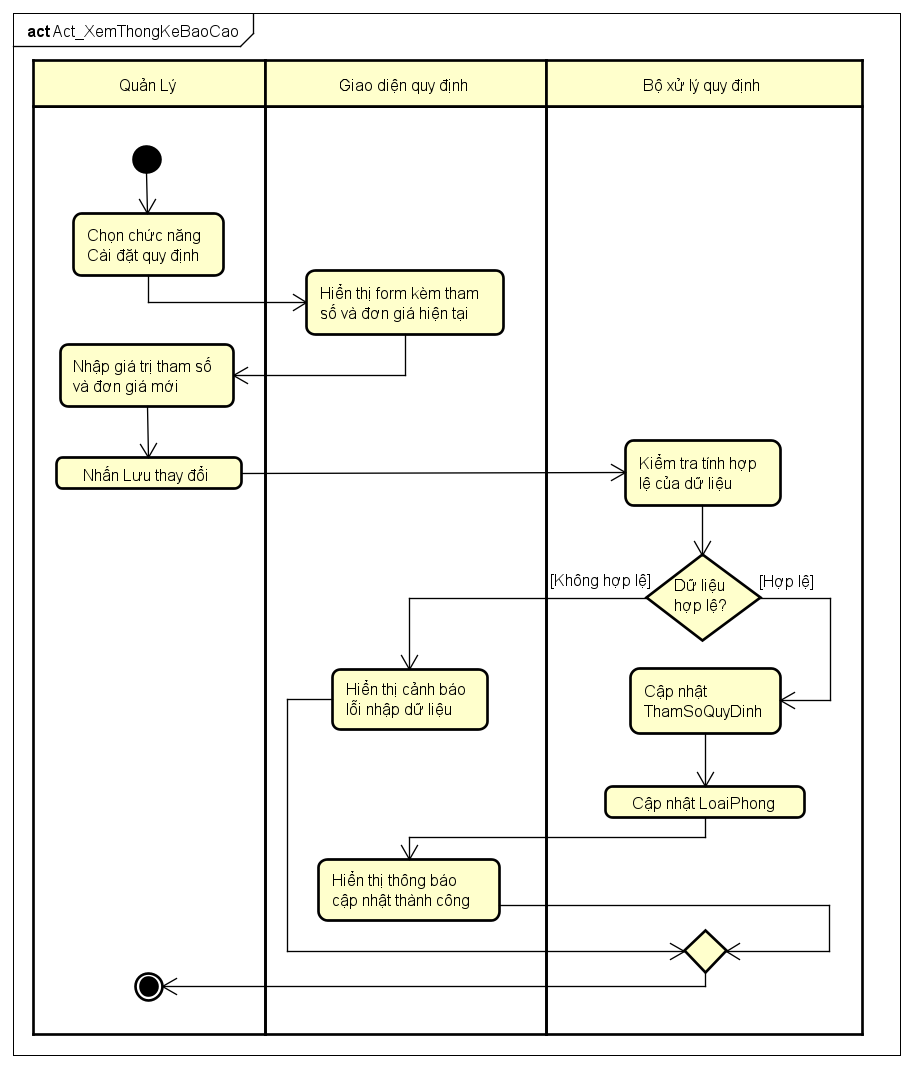 act Act_XemThongKeBaoCao
Quản Lý
Giao diện quy định
Bộ xử lý quy định
Chọn chức năng
Cài đặt quy định
Hiển thị form kèm tham
số và đơn giá hiện tại
Nhập giá trị tham số
và đơn giá mới
Nhấn Lưu thay đổi
Kiểm tra tính hợp
lệ của dữ liệu
Dữ liệu
hợp lệ?
[Không hợp lệ]
[Hợp lệ]
Hiển thị cảnh báo
lỗi nhập dữ liệu
Cập nhật
ThamSoQuyDinh
Cập nhật LoaiPhong
Hiển thị thông báo
cập nhật thành công